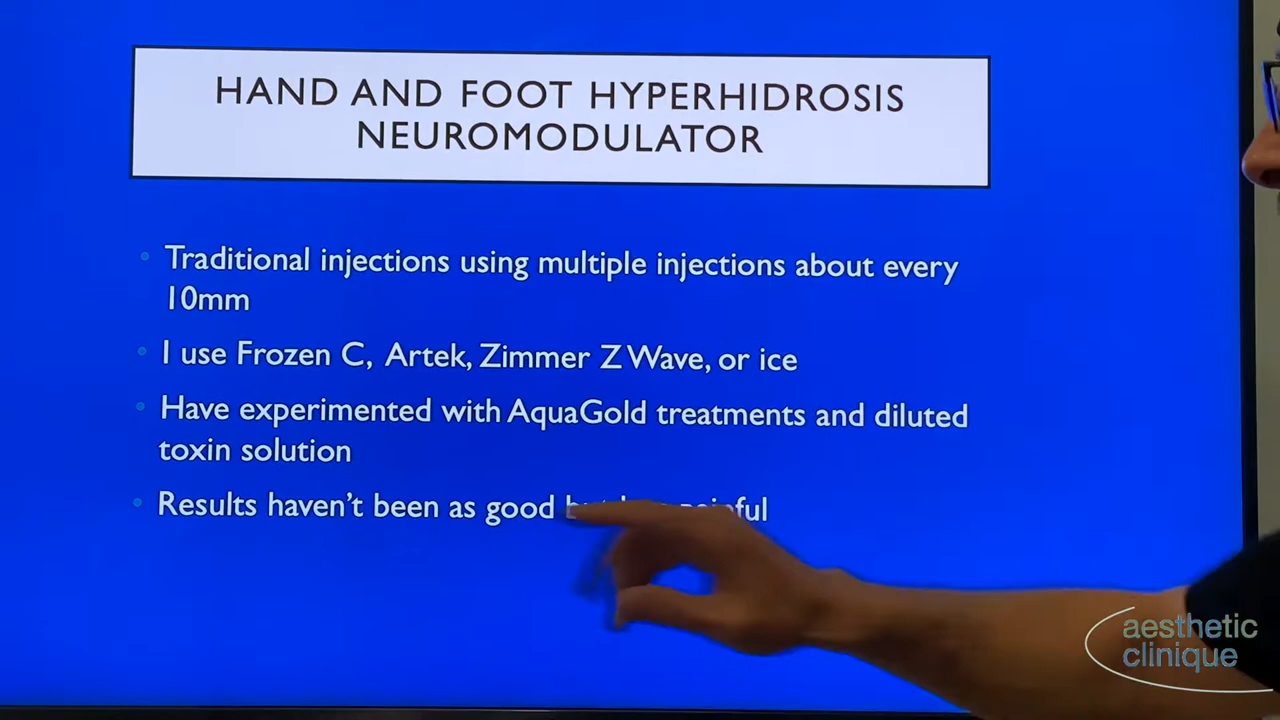 HAND AND FOOT HYPERHIDROSIS
NEUROMODULATOR
• Traditional injections using multiple injections about every
10mm
• I use Frozen C, Artek, Zimmer Z Wave, or ice
• Have experimented with AquaGold treatments and diluted
toxin solution
• Results haven't been as good
aesthetic
clinique